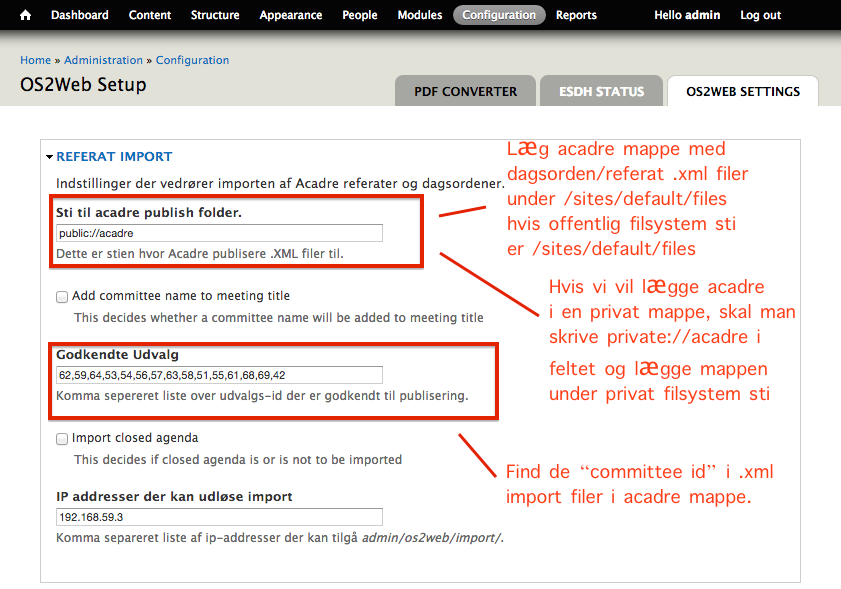 Dashboard Content Structure Appearance People Modules Configuration Reports Hello admin Log out
Home » Administration » Configuration
OS2Web Setup
PDF CONVERTER ESDH STATUS OS2WEB SETTINGS
REFERAT IMPORT
Indstillinger der vedrører importen af Acadre referater og dagsordener.
Sti til acadre publish folder.
public://acadre
Dette er stien hvor Acadre publisere .XML filer til.
Læg acadre mappe med
dagsorden/referat .xml filer
under /sites/default/files
hvis offentlig filsystem sti
er /sites/default/files
Add committee name to meeting title
This decides whether a committee name will be added to meeting title
Hvis vi vil lægge acadre
i en privat mappe, skal man
skrive private://acadre i
feltet og lægge mappen
under privat filsystem sti
Godkendte Udvalg
62,59,64,53,54,56,57,63,58,51,55,61,68,69,42
Komma sepereret liste over udvalgs-id der er godkendt til publisering.
Import closed agenda
This decides if closed agenda is or is not to be imported
Find de “committee id” i .xml
import filer i acadre mappe.
IP addresser der kan udløse import
192.168.59.3
Komma separeret liste af ip-addresser der kan tilgå admin/os2web/import/.